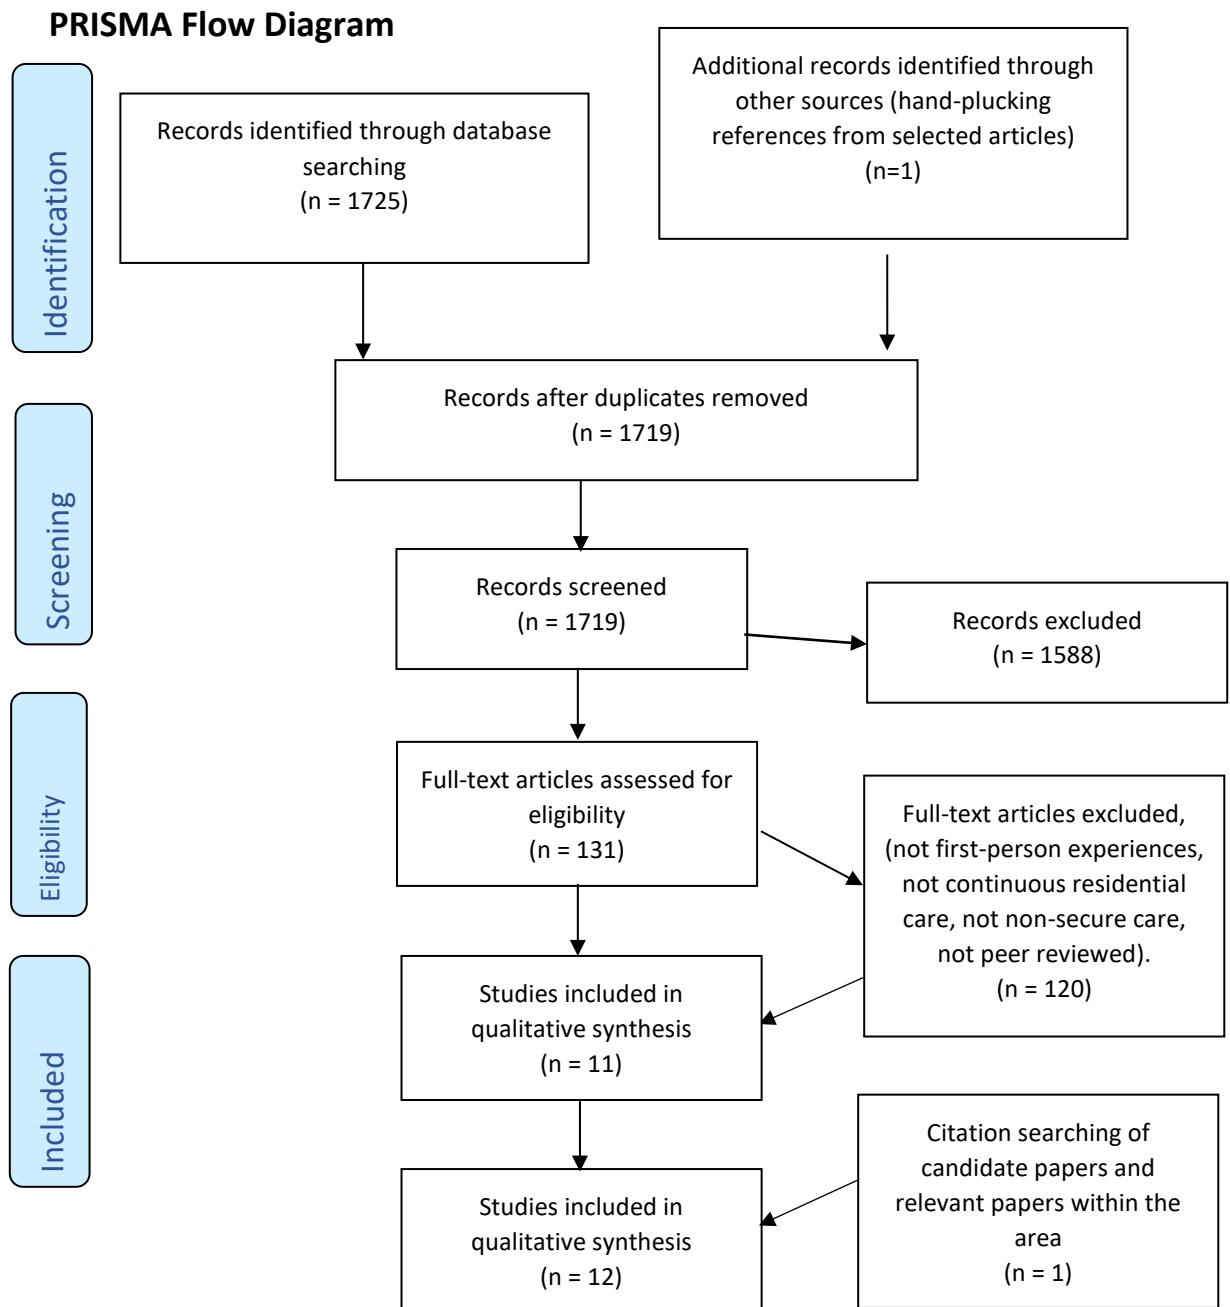 PRISMA Flow Diagram
Identification
Records identified through database
searching
(n = 1725)
Additional records identified through
other sources (hand-plucking
references from selected articles)
(n=1)
Records after duplicates removed
(n = 1719)
Screening
Records screened
(n = 1719)
Records excluded
(n = 1588)
Eligibility
Full-text articles assessed for
eligibility
(n = 131)
Full-text articles excluded,
(not first-person experiences,
not continuous residential
care, not non-secure care,
not peer reviewed).
(n = 120)
Included
Studies included in
qualitative synthesis
(n = 11)
Citation searching of
candidate papers and
relevant papers within the
area
(n = 1)
Studies included in
qualitative synthesis
(n = 12)